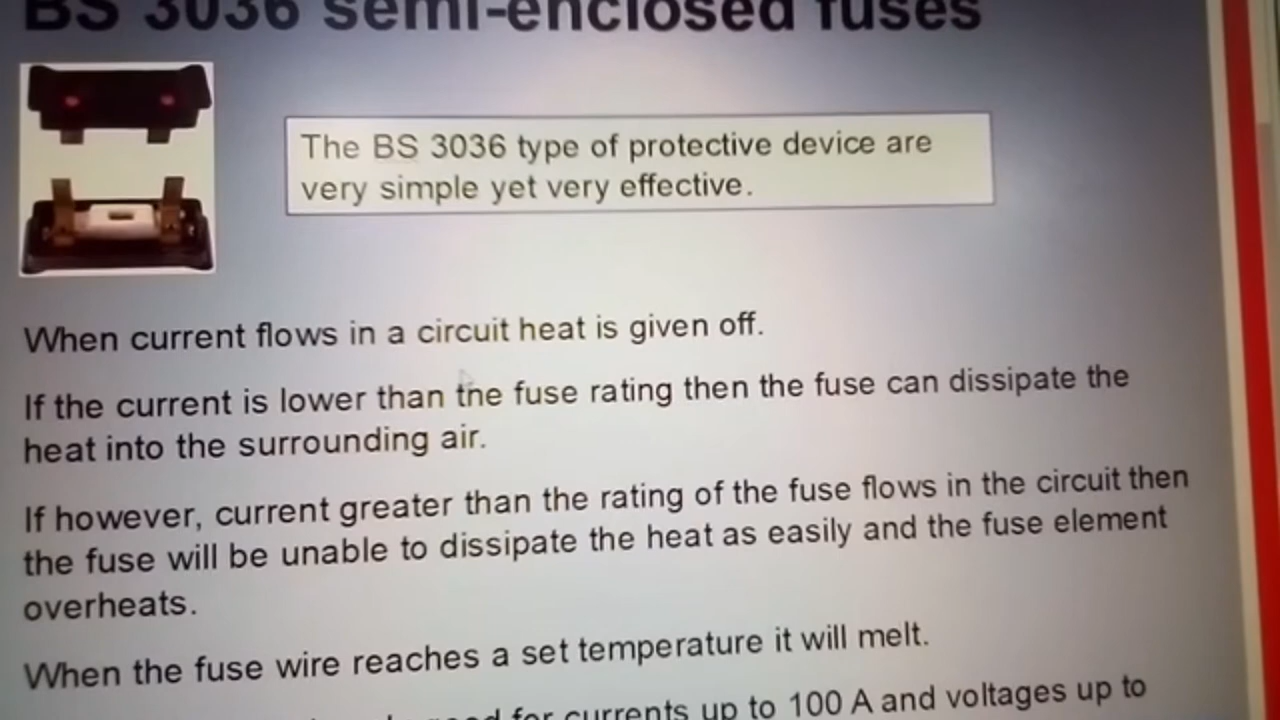 BS 3036 semi-enclosed fuses
The BS 3036 type of protective device are
very simple yet very effective.
When current flows in a circuit heat is given off.
If the current is lower than the fuse rating then the fuse can dissipate the
heat into the surrounding air.
If however, current greater than the rating of the fuse flows in the circuit then
the fuse will be unable to dissipate the heat as easily and the fuse element
overheats.
When the fuse wire reaches a set temperature it will melt.
for currents up to 100 A and voltages up to